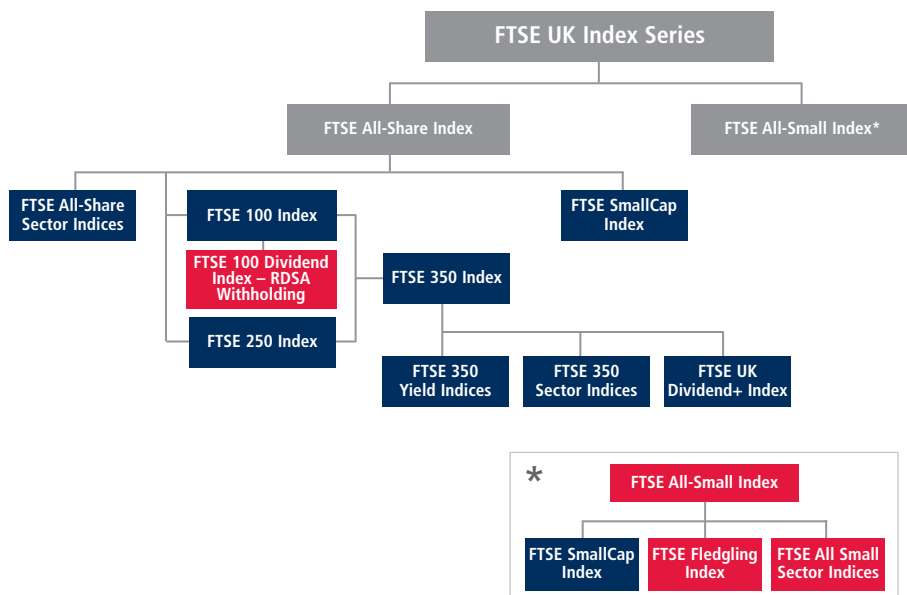 FTSE UK Index Series
FTSE All-Share Index
FTSE All-Small Index*
FTSE All-Share
Sector Indices
FTSE 100 Index
FTSE SmallCap
Index
FTSE 100 Dividend
Index – RDSA
Withholding
FTSE 350 Index
FTSE 250 Index
FTSE 350
Yield Indices
FTSE 350
Sector Indices
FTSE UK
Dividend+ Index
*
FTSE All-Small Index
FTSE SmallCap
Index
FTSE Fledgling
Index
FTSE All Small
Sector Indices